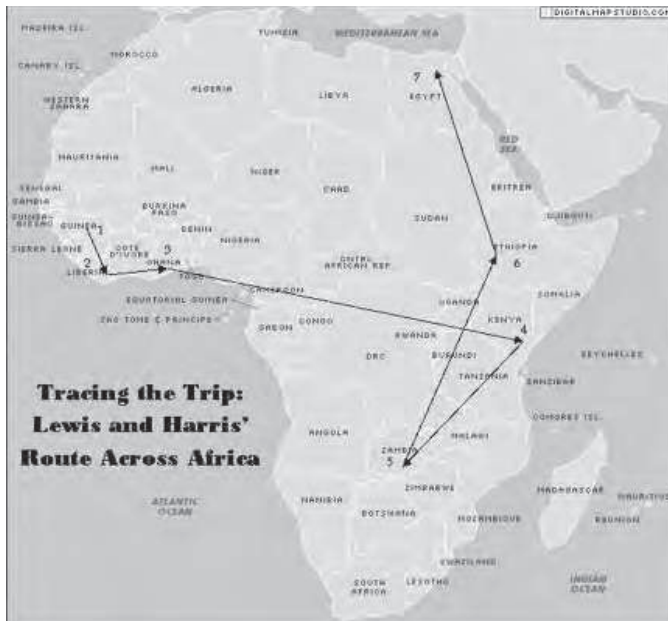 DIGITALMAPSTUDIO.COM
MADEIRA ISL.
TUNISIA
MEDITERRANEAN SEA
MOROCCO
CANARY ISL.
ALGERIA
LIBYA
7
EGYPT
WESTERN
SAHARA
RED
SEA
MAURITANIA
MALI
NIGER
CHAD
ERITREA
SENEGAL
GAMBIA
GUINEA-
BISSAU
GUINEA
1
BURKINA
FASO
BENIN
NIGERIA
SUDAN
DJIBOUTI
SIERRA LEONE
COTE
D'IVOIRE
GHANA
3
2
LIBERIA
TOGO
CNTRL
AFRICAN REP.
ETHIOPIA
6
CAMEROON
EQUATORIAL GUINEA
SAO TOME & PRINCIPE
GABON
CONGO
UGANDA
KENYA
SOMALIA
4
RWANDA
DRC
BURUNDI
TANZANIA
ZANZIBAR
SEYCHELLES
Tracing the Trip:
Lewis and Harris'
Route Across Africa
COMORES ISL.
ANGOLA
ZAMBIA
5
MALAWI
ZIMBABWE
MADAGASCAR
MAURITIUS
REUNION
ATLANTIC
OCEAN
NAMIBIA
BOTSWANA
MOZAMBIQUE
SWAZILAND
SOUTH
AFRICA
LESOTHO
INDIAN
OCEAN